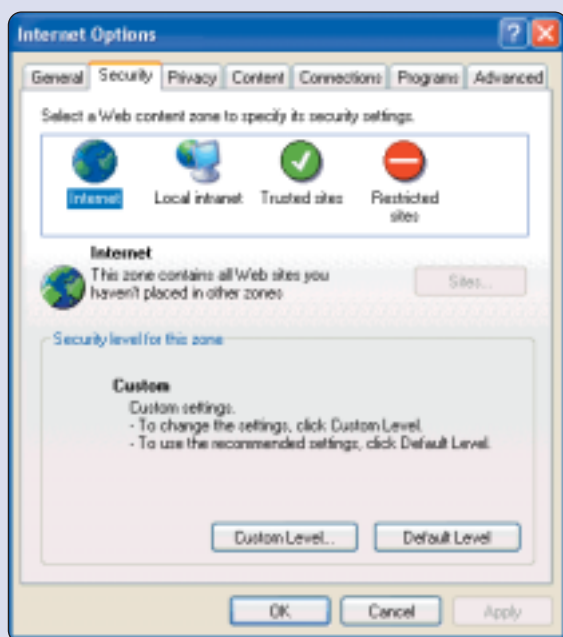 Internet Options
General Security Privacy Content Connections Programs Advanced
Select a Web content zone to specify its security settings.
Internet Local intranet Trusted sites Restricted
sites
Internet
This zone contains all Web sites you
haven't placed in other zones
Sites...
Security level for this zone
Custom
Custom settings.
- To change the settings, click Custom Level.
- To use the recommended settings, click Default Level.
Custom Level... Default Level
OK Cancel Apply